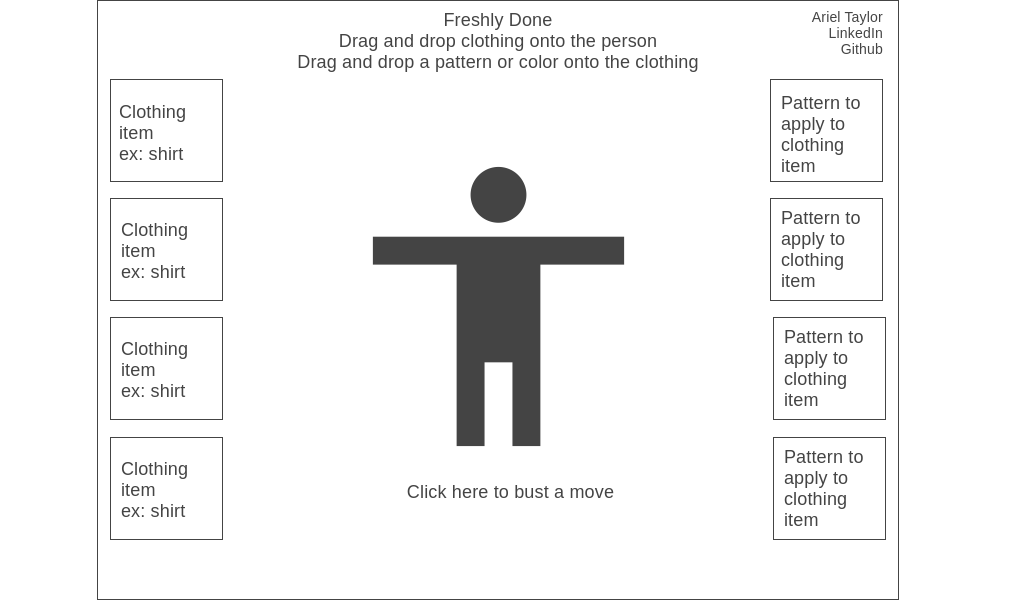 Freshly Done
Drag and drop clothing onto the person
Drag and drop a pattern or color onto the clothing
Ariel Taylor
LinkedIn
Github
Clothing
item
ex: shirt
Clothing
item
ex: shirt
Clothing
item
ex: shirt
Clothing
item
ex: shirt
Pattern to
apply to
clothing
item
Pattern to
apply to
clothing
item
Pattern to
apply to
clothing
item
Pattern to
apply to
clothing
item
Click here to bust a move